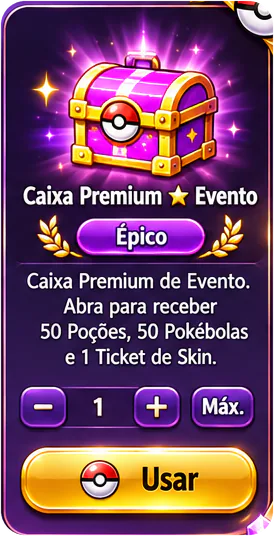 Caixa Premium ⭐ Evento
Épico
Caixa Premium de Evento.
Abra para receber
50 Poções, 50 Pokébolas
e 1 Ticket de Skin.
− 1 + Máx.
Usar